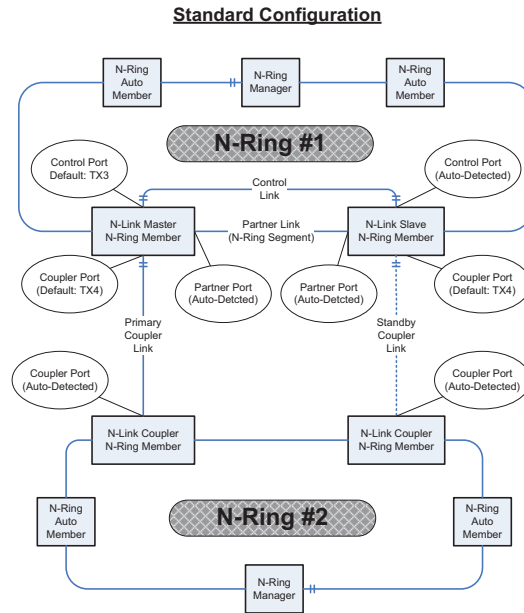 Standard Configuration
N-Ring
Auto
Member
N-Ring
Manager
N-Ring
Auto
Member
N-Ring #1
Control Port
Default: TX3
Control Port
(Auto-Detected)
Control
Link
N-Link Master
N-Ring Member
Partner Link
(N-Ring Segment)
N-Link Slave
N-Ring Member
Coupler Port
(Default: TX4)
Partner Port
(Auto-Detcted)
Partner Port
(Auto-Detcted)
Coupler Port
(Default: TX4)
Primary
Coupler
Link
Standby
Coupler
Link
Coupler Port
(Auto-Detected)
Coupler Port
(Auto-Detected)
N-Link Coupler
N-Ring Member
N-Link Coupler
N-Ring Member
N-Ring
Auto
Member
N-Ring #2
N-Ring
Auto
Member
N-Ring
Manager